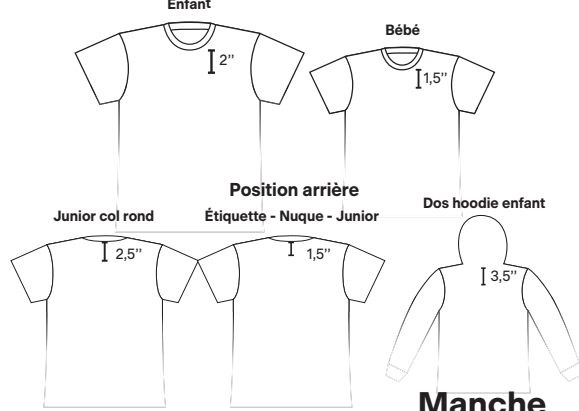 Enfant
Bébé
2’’
1,5’’
Position arrière
Junior col rond
Étiquette - Nuque - Junior
Dos hoodie enfant
2,5’’
1,5’’
3,5’’
Manche